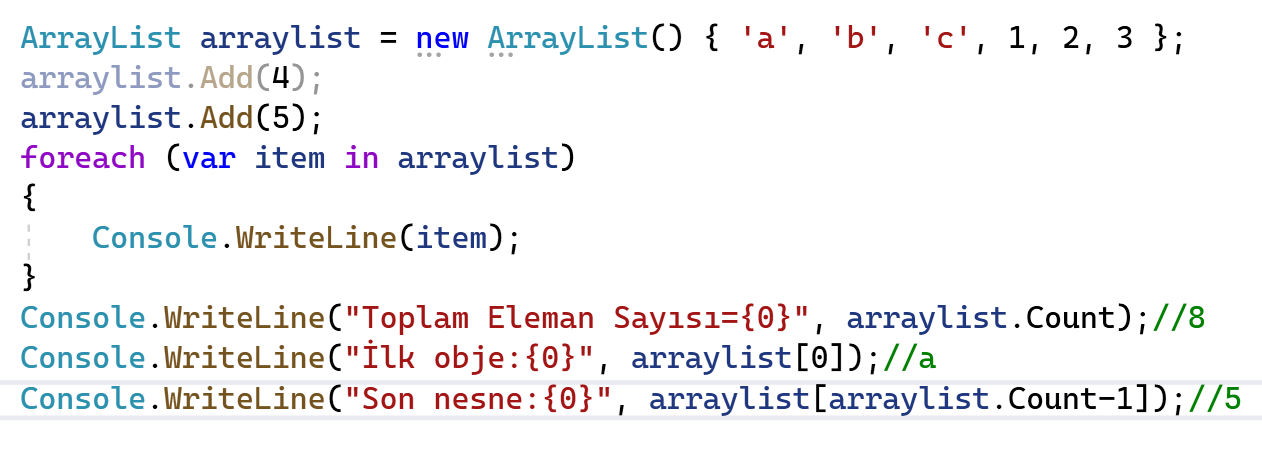 ArrayList arraylist = new ArrayList() { 'a', 'b', 'c', 1, 2, 3 };
arraylist.Add(4);
arraylist.Add(5);
foreach (var item in arraylist)
{
    Console.WriteLine(item);
}
Console.WriteLine("Toplam Eleman Sayısı={0}", arraylist.Count);//8
Console.WriteLine("İlk obje:{0}", arraylist[0]);//a
Console.WriteLine("Son nesne:{0}", arraylist[arraylist.Count-1]);//5